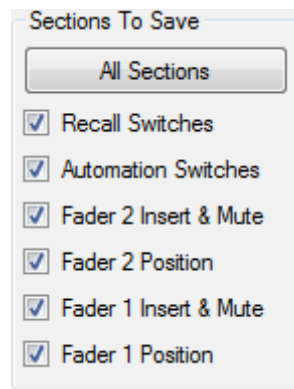 Sections To Save
All Sections
Recall Switches
Automation Switches
Fader 2 Insert & Mute
Fader 2 Position
Fader 1 Insert & Mute
Fader 1 Position